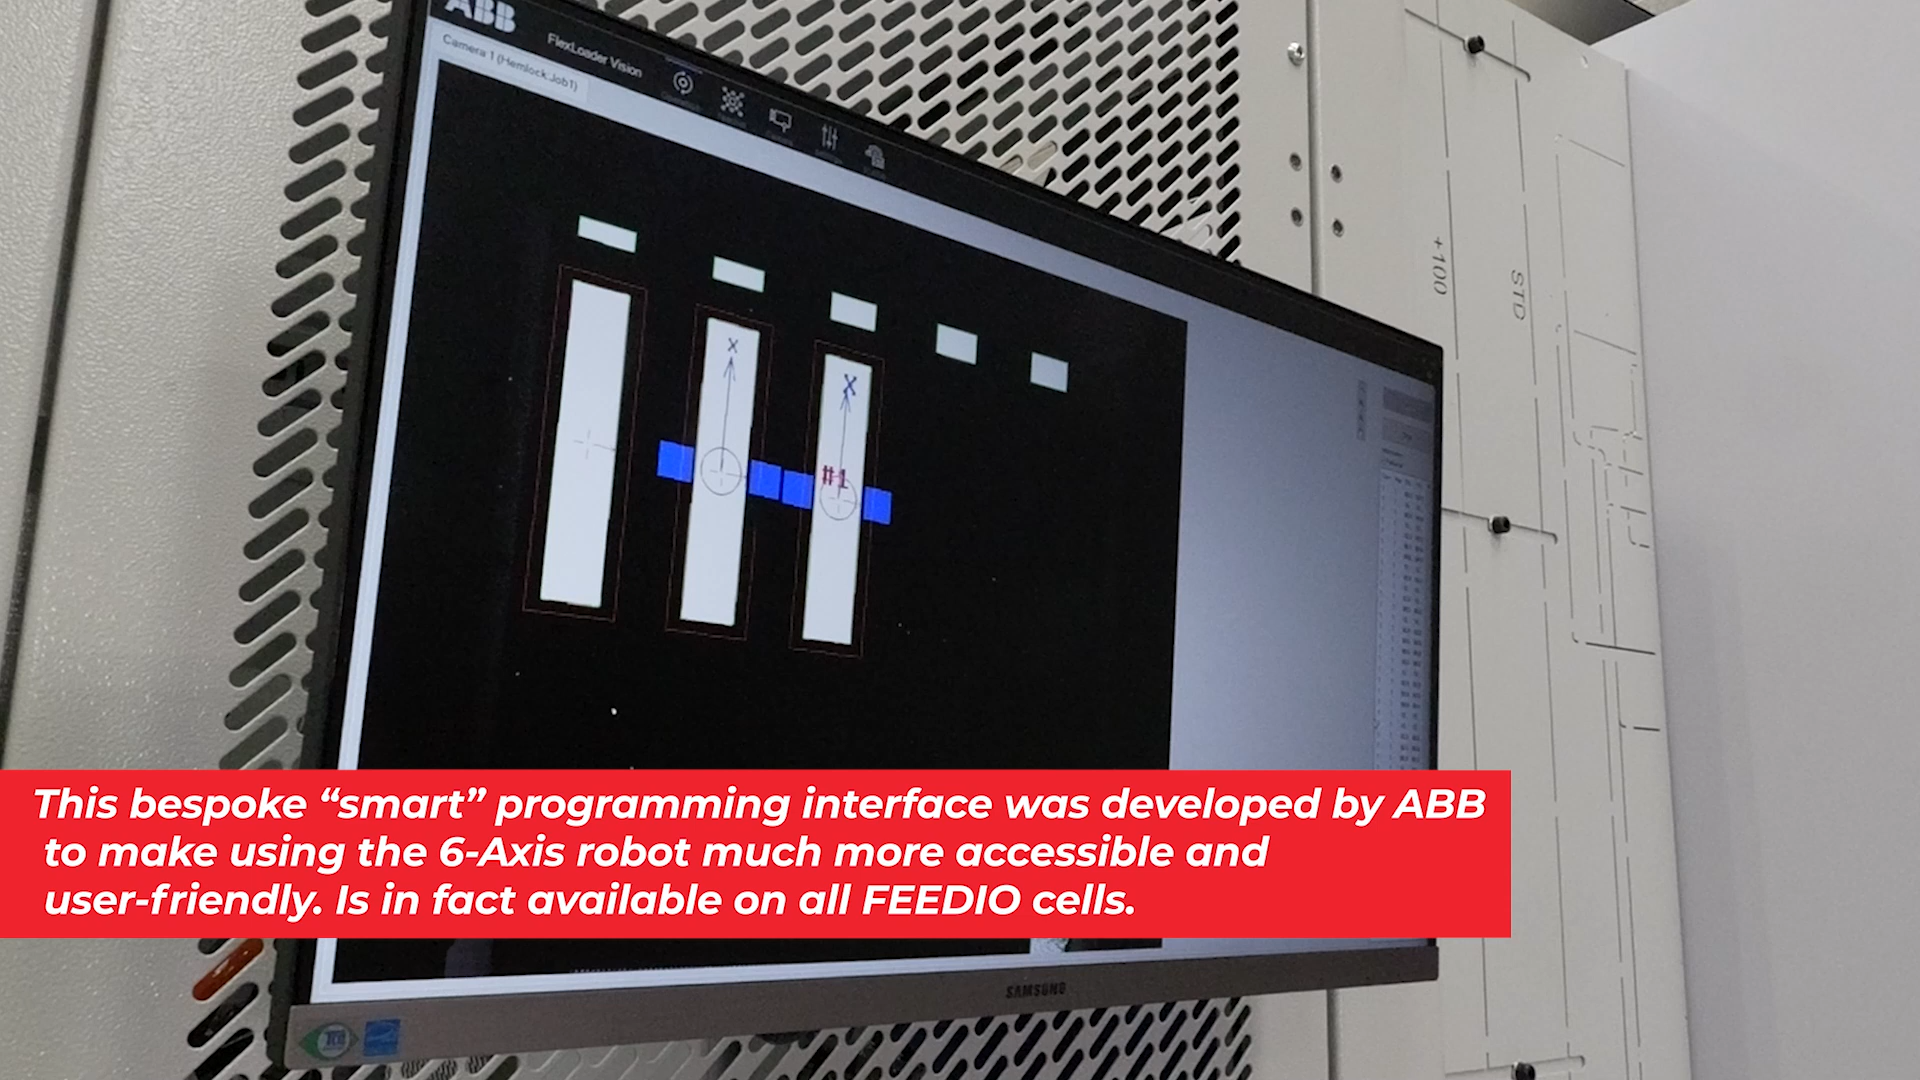 ABB
FlexLoader Vision
Camera 1 (Hemlock:Job1)
X
X
#1
+100
STD
This bespoke “smart” programming interface was developed by ABB
to make using the 6-Axis robot much more accessible and
user-friendly. Is in fact available on all FEEDIO cells.
SAMSUNG